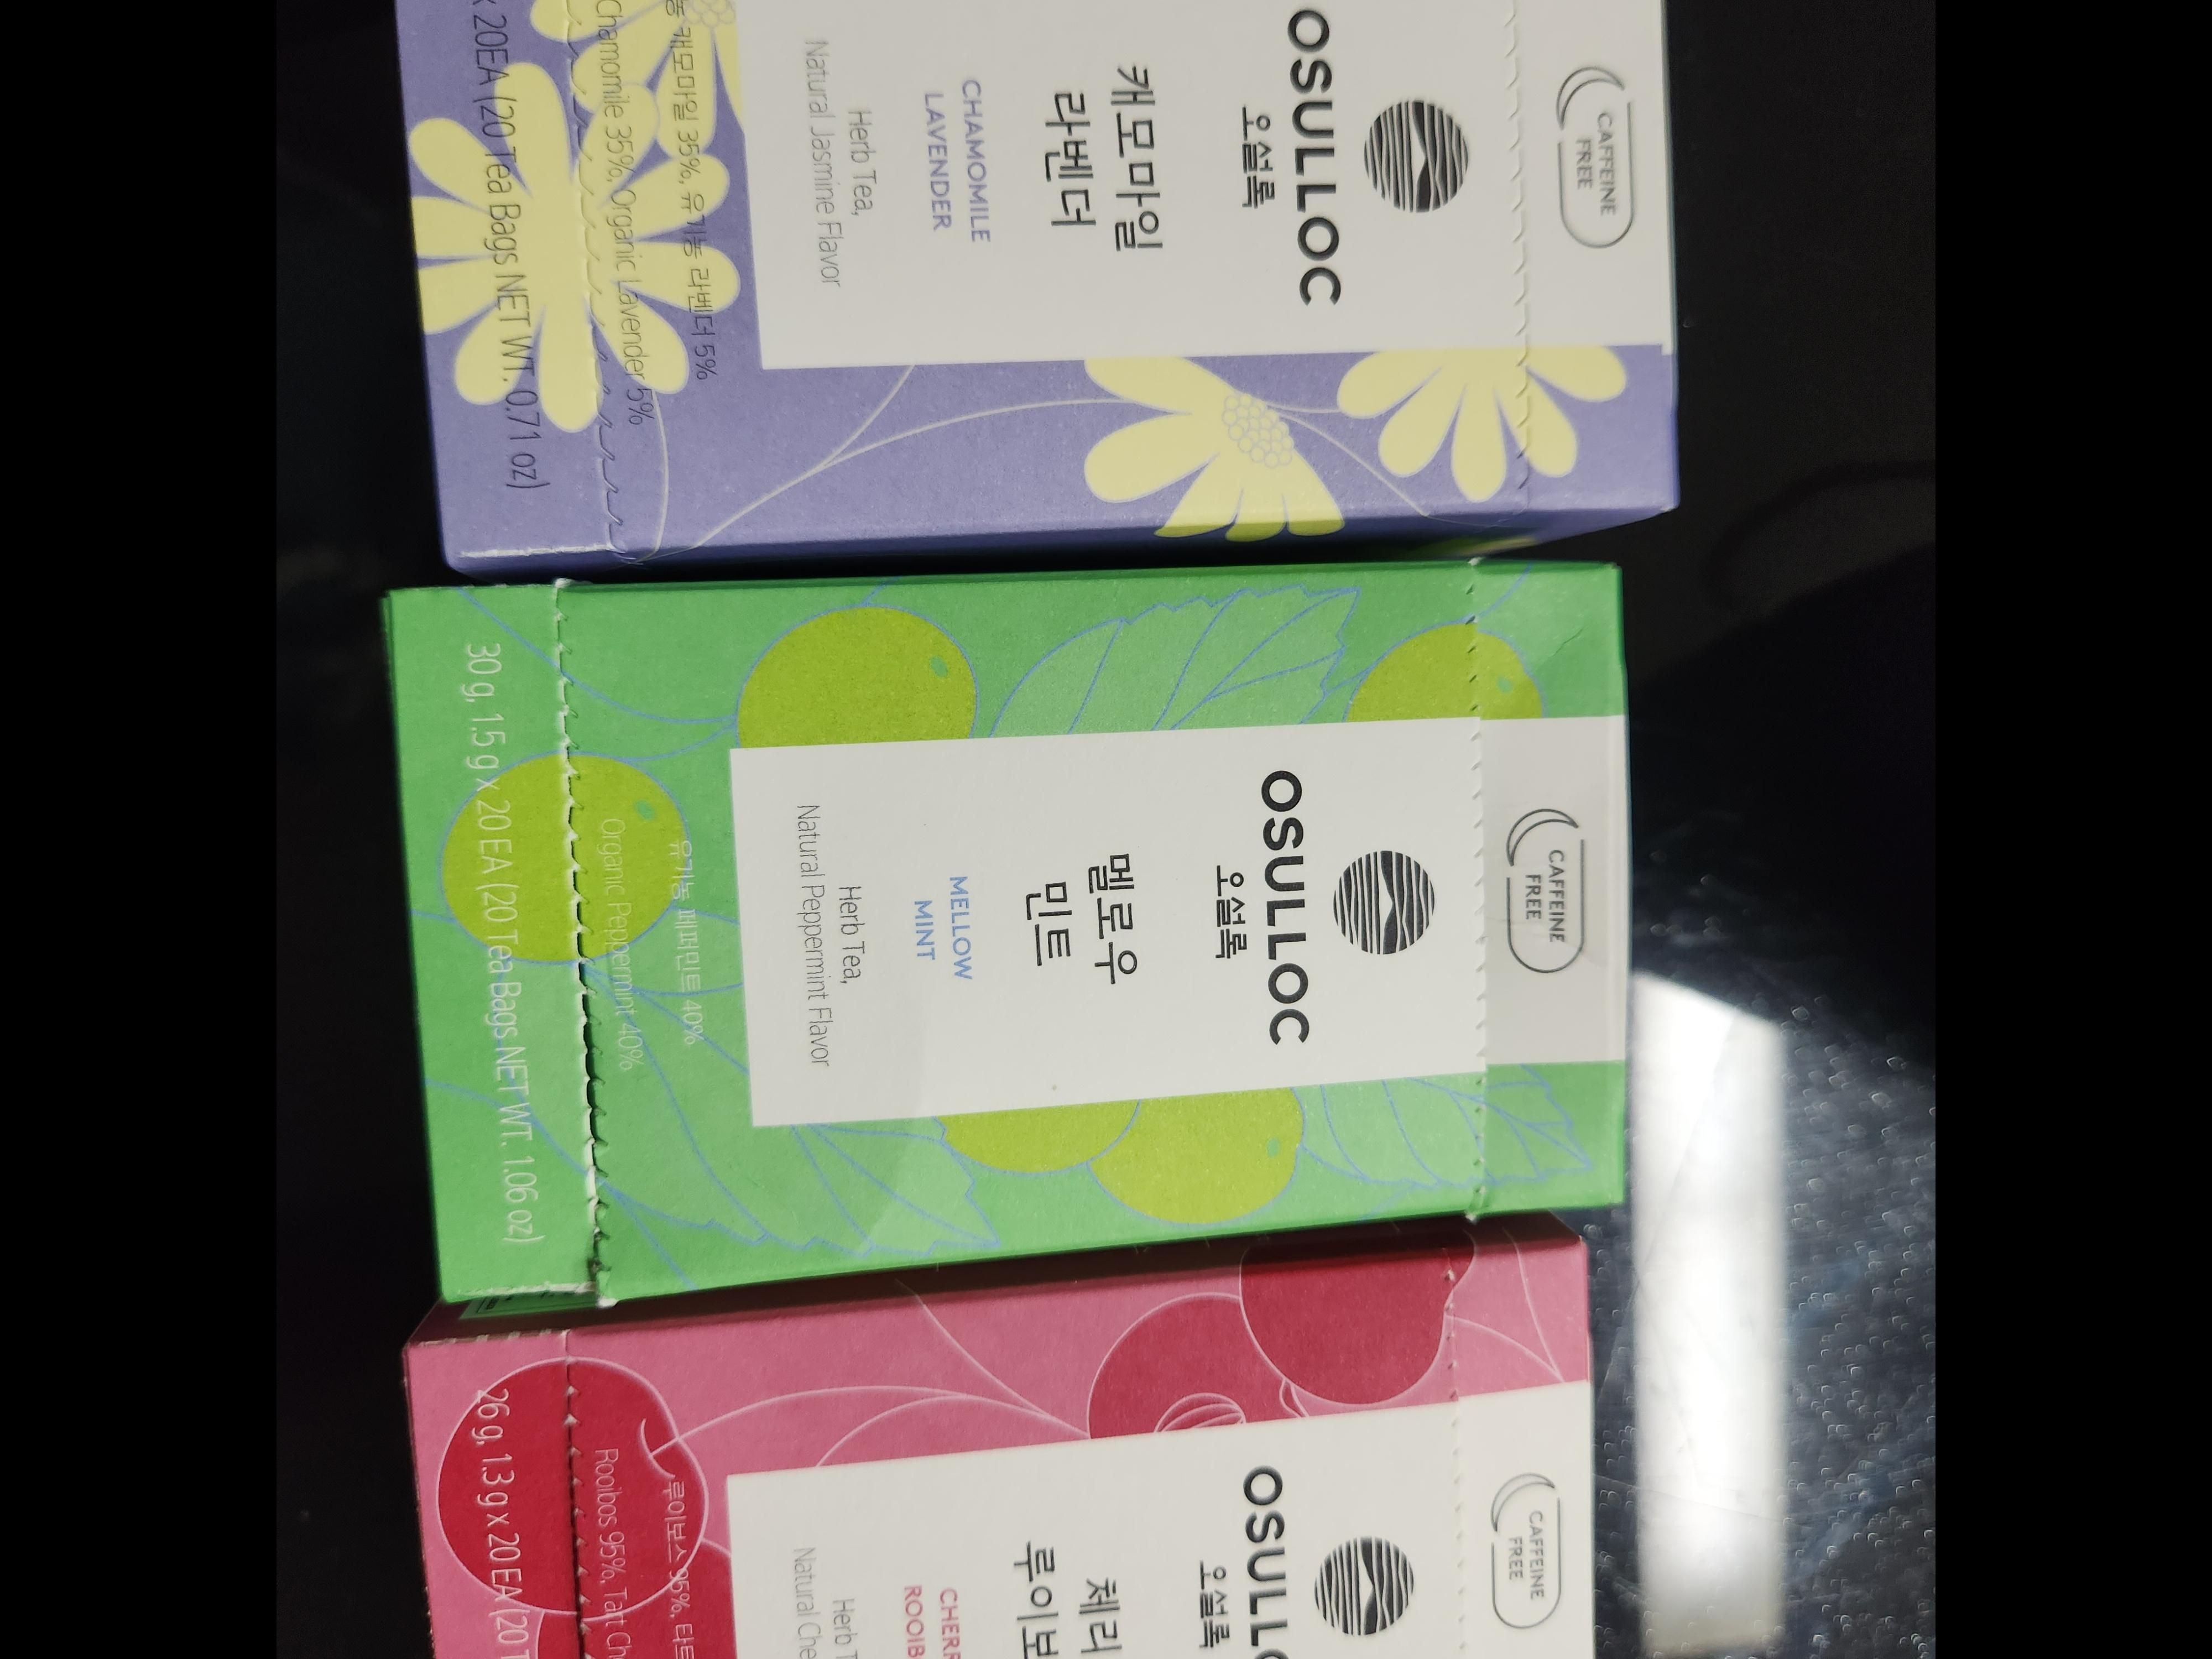 CAFFEINE
FREE
OSULLOC
오설록
캐모마일
라벤더
CHAMOMILE
LAVENDER
Herb Tea,
Natural Jasmine Flavor
캐모마일 35%, 유기농 라벤더 5%
Chamomile 35%, Organic Lavender 5%
x 20EA (20 Tea Bags NET WT. 0.71 oz)
CAFFEINE
FREE
OSULLOC
오설록
멜로우
민트
MELLOW
MINT
Herb Tea,
Natural Peppermint Flavor
유기농 페퍼민트 40%
Organic Peppermint 40%
30 g, 1.5 g x 20 EA (20 Tea Bags NET WT. 1.06 oz)
CAFFEINE
FREE
OSULLO
오설록
체리
루이보
CHERR
ROOIB
Herb T
Natural Che
루이보스 95%, 타트
Rooibos 95%, Tart Ch
26 g, 1.3 g x 20 EA (20 T